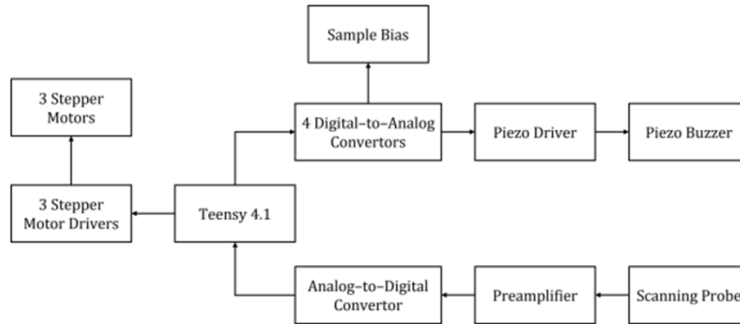 Sample Bias
3 Stepper
Motors
4 Digital–to–Analog
Convertors
Piezo Driver
Piezo Buzzer
3 Stepper
Motor Drivers
Teensy 4.1
Analog–to–Digital
Convertor
Preamplifier
Scanning Probe